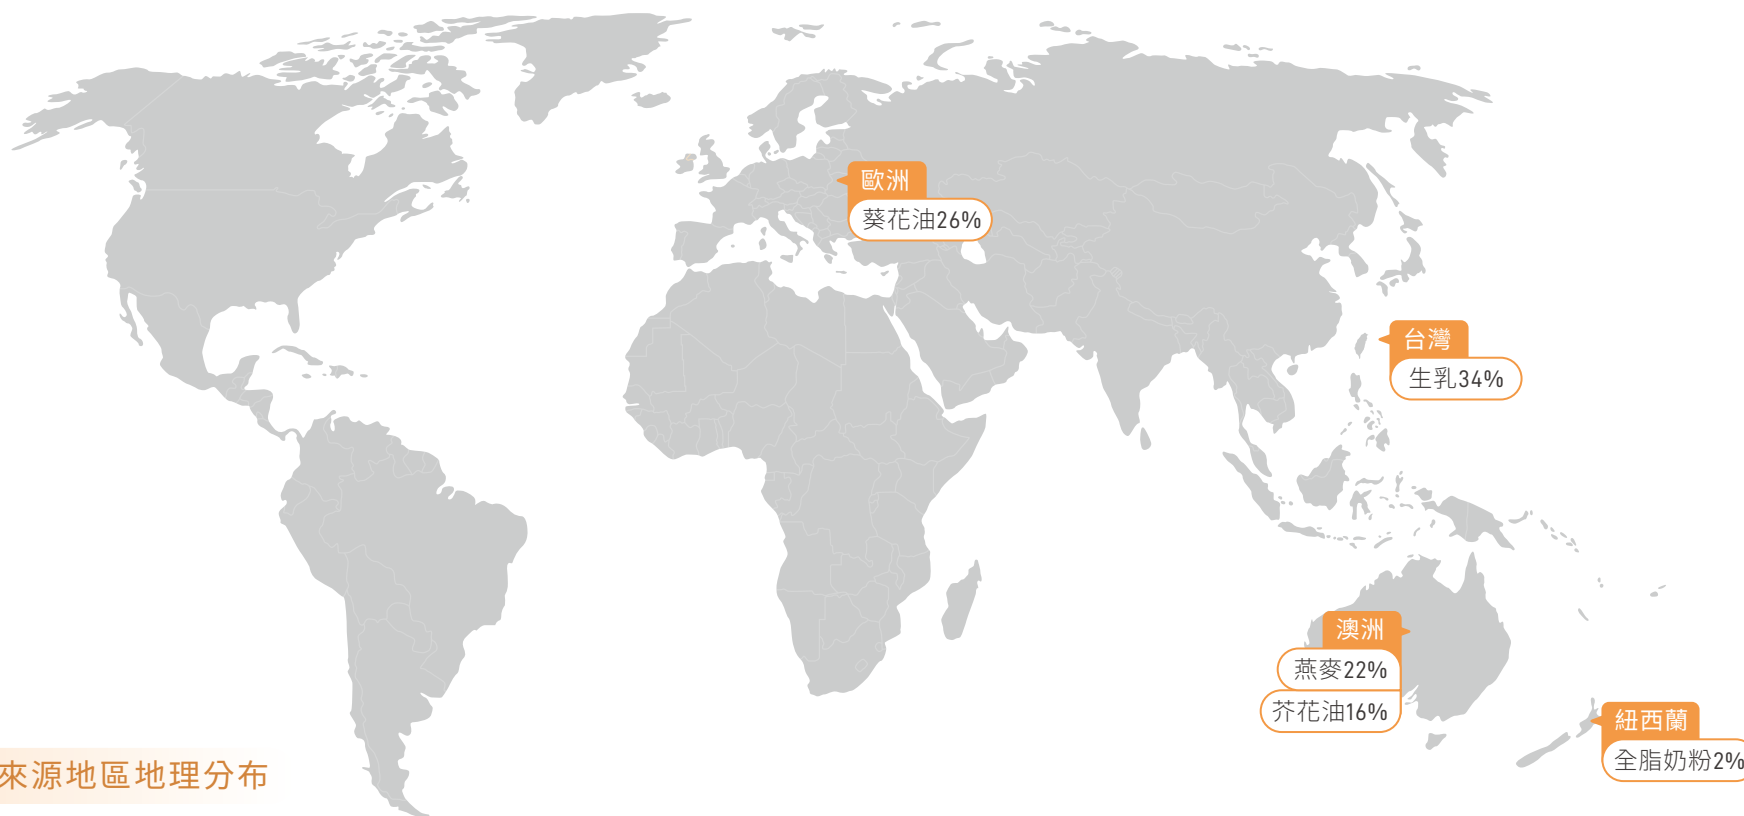 歐洲
葵花油26%
台灣
生乳34%
澳洲
燕麥22%
芥花油16%
紐西蘭
全脂奶粉2%
來源地區地理分布